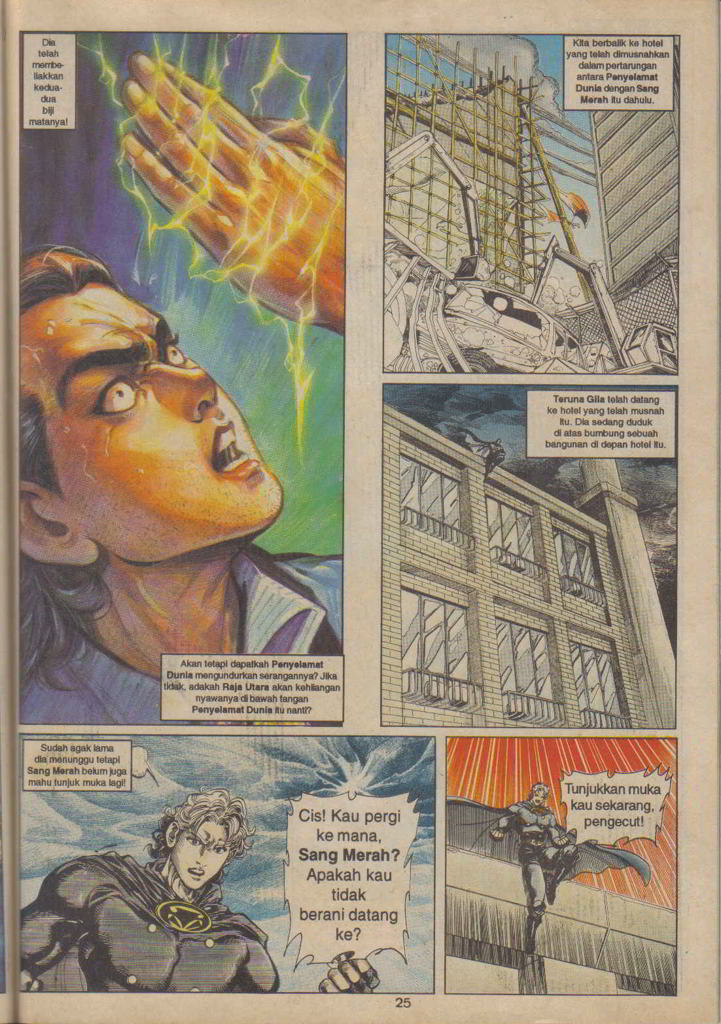 Dia
telah
membe-
liakkan
kedua-
dua
biji
matanya!
Akan tetapi dapatkah Penyelamat
Dunia mengundurkan serangannya? Jika
tidak, adakah Raja Utara akan kehilangan
nyawanya di bawah tangan
Penyelamat Dunia itu nanti?
Kita berbalik ke hotel
yang telah dimusnahkan
dalam pertarungan
antara Penyelamat
Dunia dengan Sang
Merah itu dahulu.
Teruna Gila telah datang
ke hotel yang telah musnah
itu. Dia sedang duduk
di atas bumbung sebuah
bangunan di depan hotel itu.
Sudah agak lama
dia menunggu tetapi
Sang Merah belum juga
mahu tunjuk muka lagi!
Cis! Kau pergi
ke mana,
Sang Merah?
Apakah kau
tidak
berani datang
ke?
Tunjukkan muka
kau sekarang,
pengecut!
25